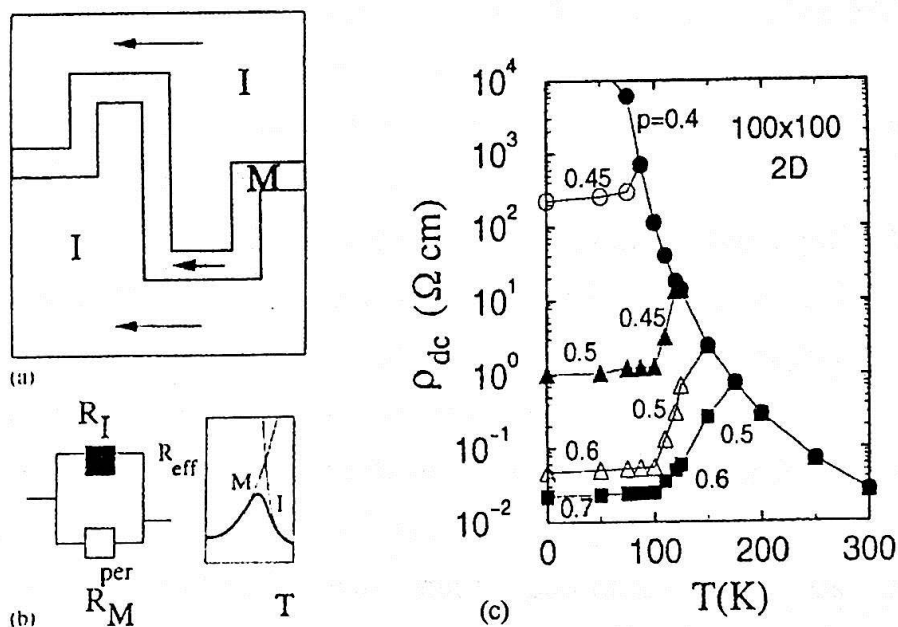 I
M
I
(a)
R_I
R_eff
M
I
per
R_M
T
(b)
ρ_dc (Ω cm)
10^4
10^3
10^2
10^1
10^0
10^-1
10^-2
p=0.4
100x100
2D
0.45
0.45
0.5
0.5
0.5
0.6
0.6
0.7
0
100
200
300
T(K)
(c)